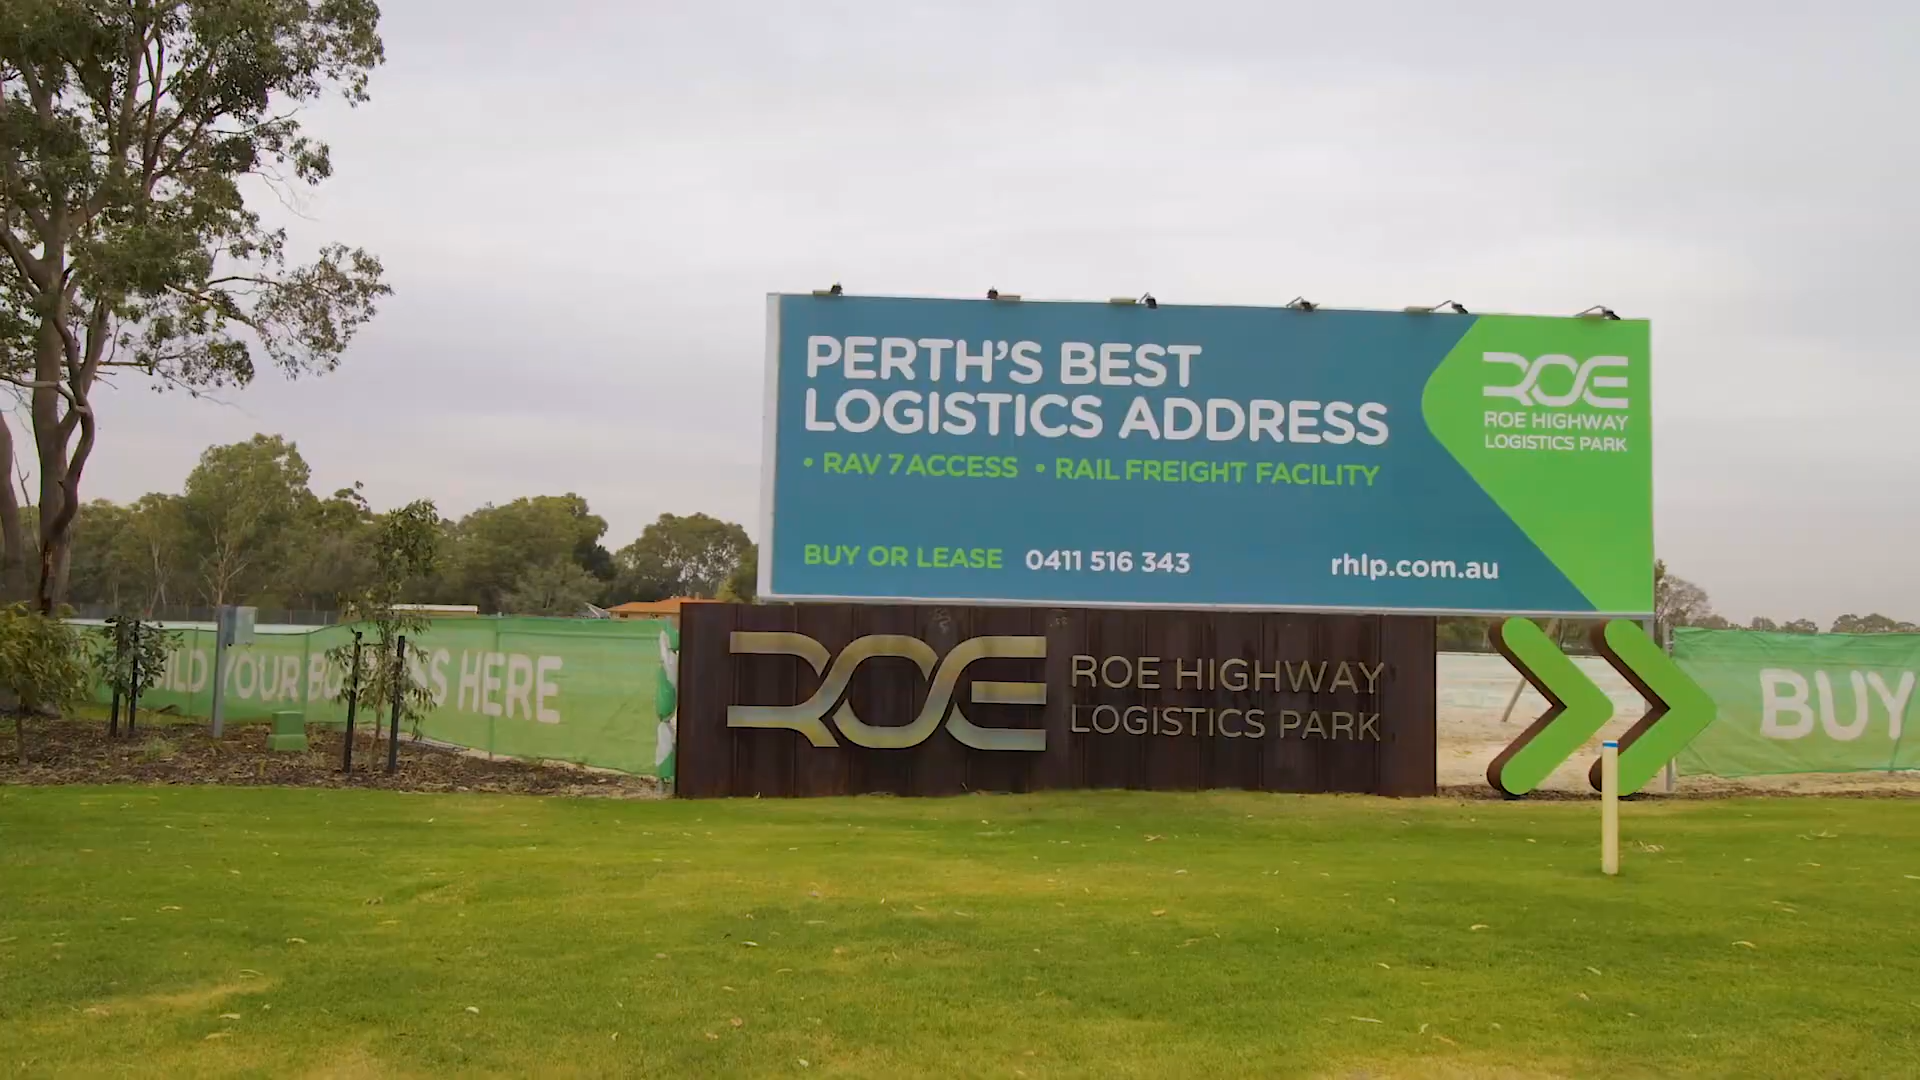 PERTH'S BEST
LOGISTICS ADDRESS
• RAV 7 ACCESS • RAIL FREIGHT FACILITY
BUY OR LEASE 0411 516 343 rhlp.com.au
ROE
ROE HIGHWAY
LOGISTICS PARK
YOUR HERE
ROE
ROE HIGHWAY
LOGISTICS PARK
BUY